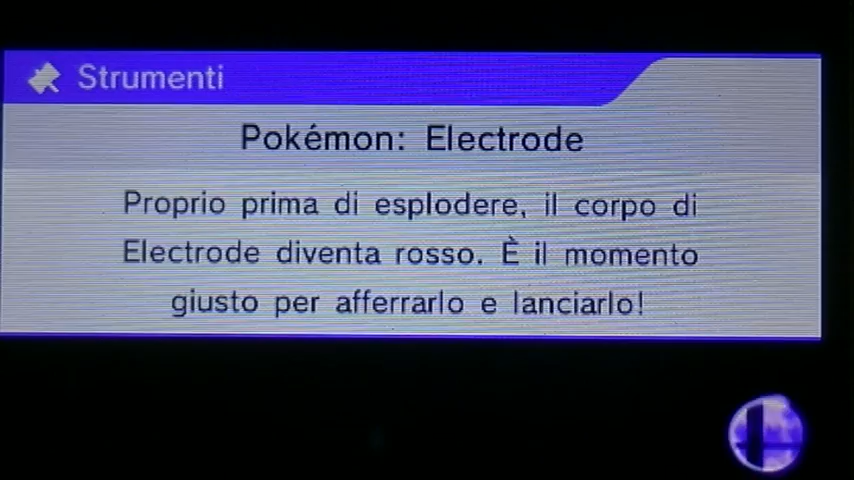 Strumenti
Pokémon: Electrode
Proprio prima di esplodere, il corpo di
Electrode diventa rosso. È il momento
giusto per afferrarlo e lanciarlo!